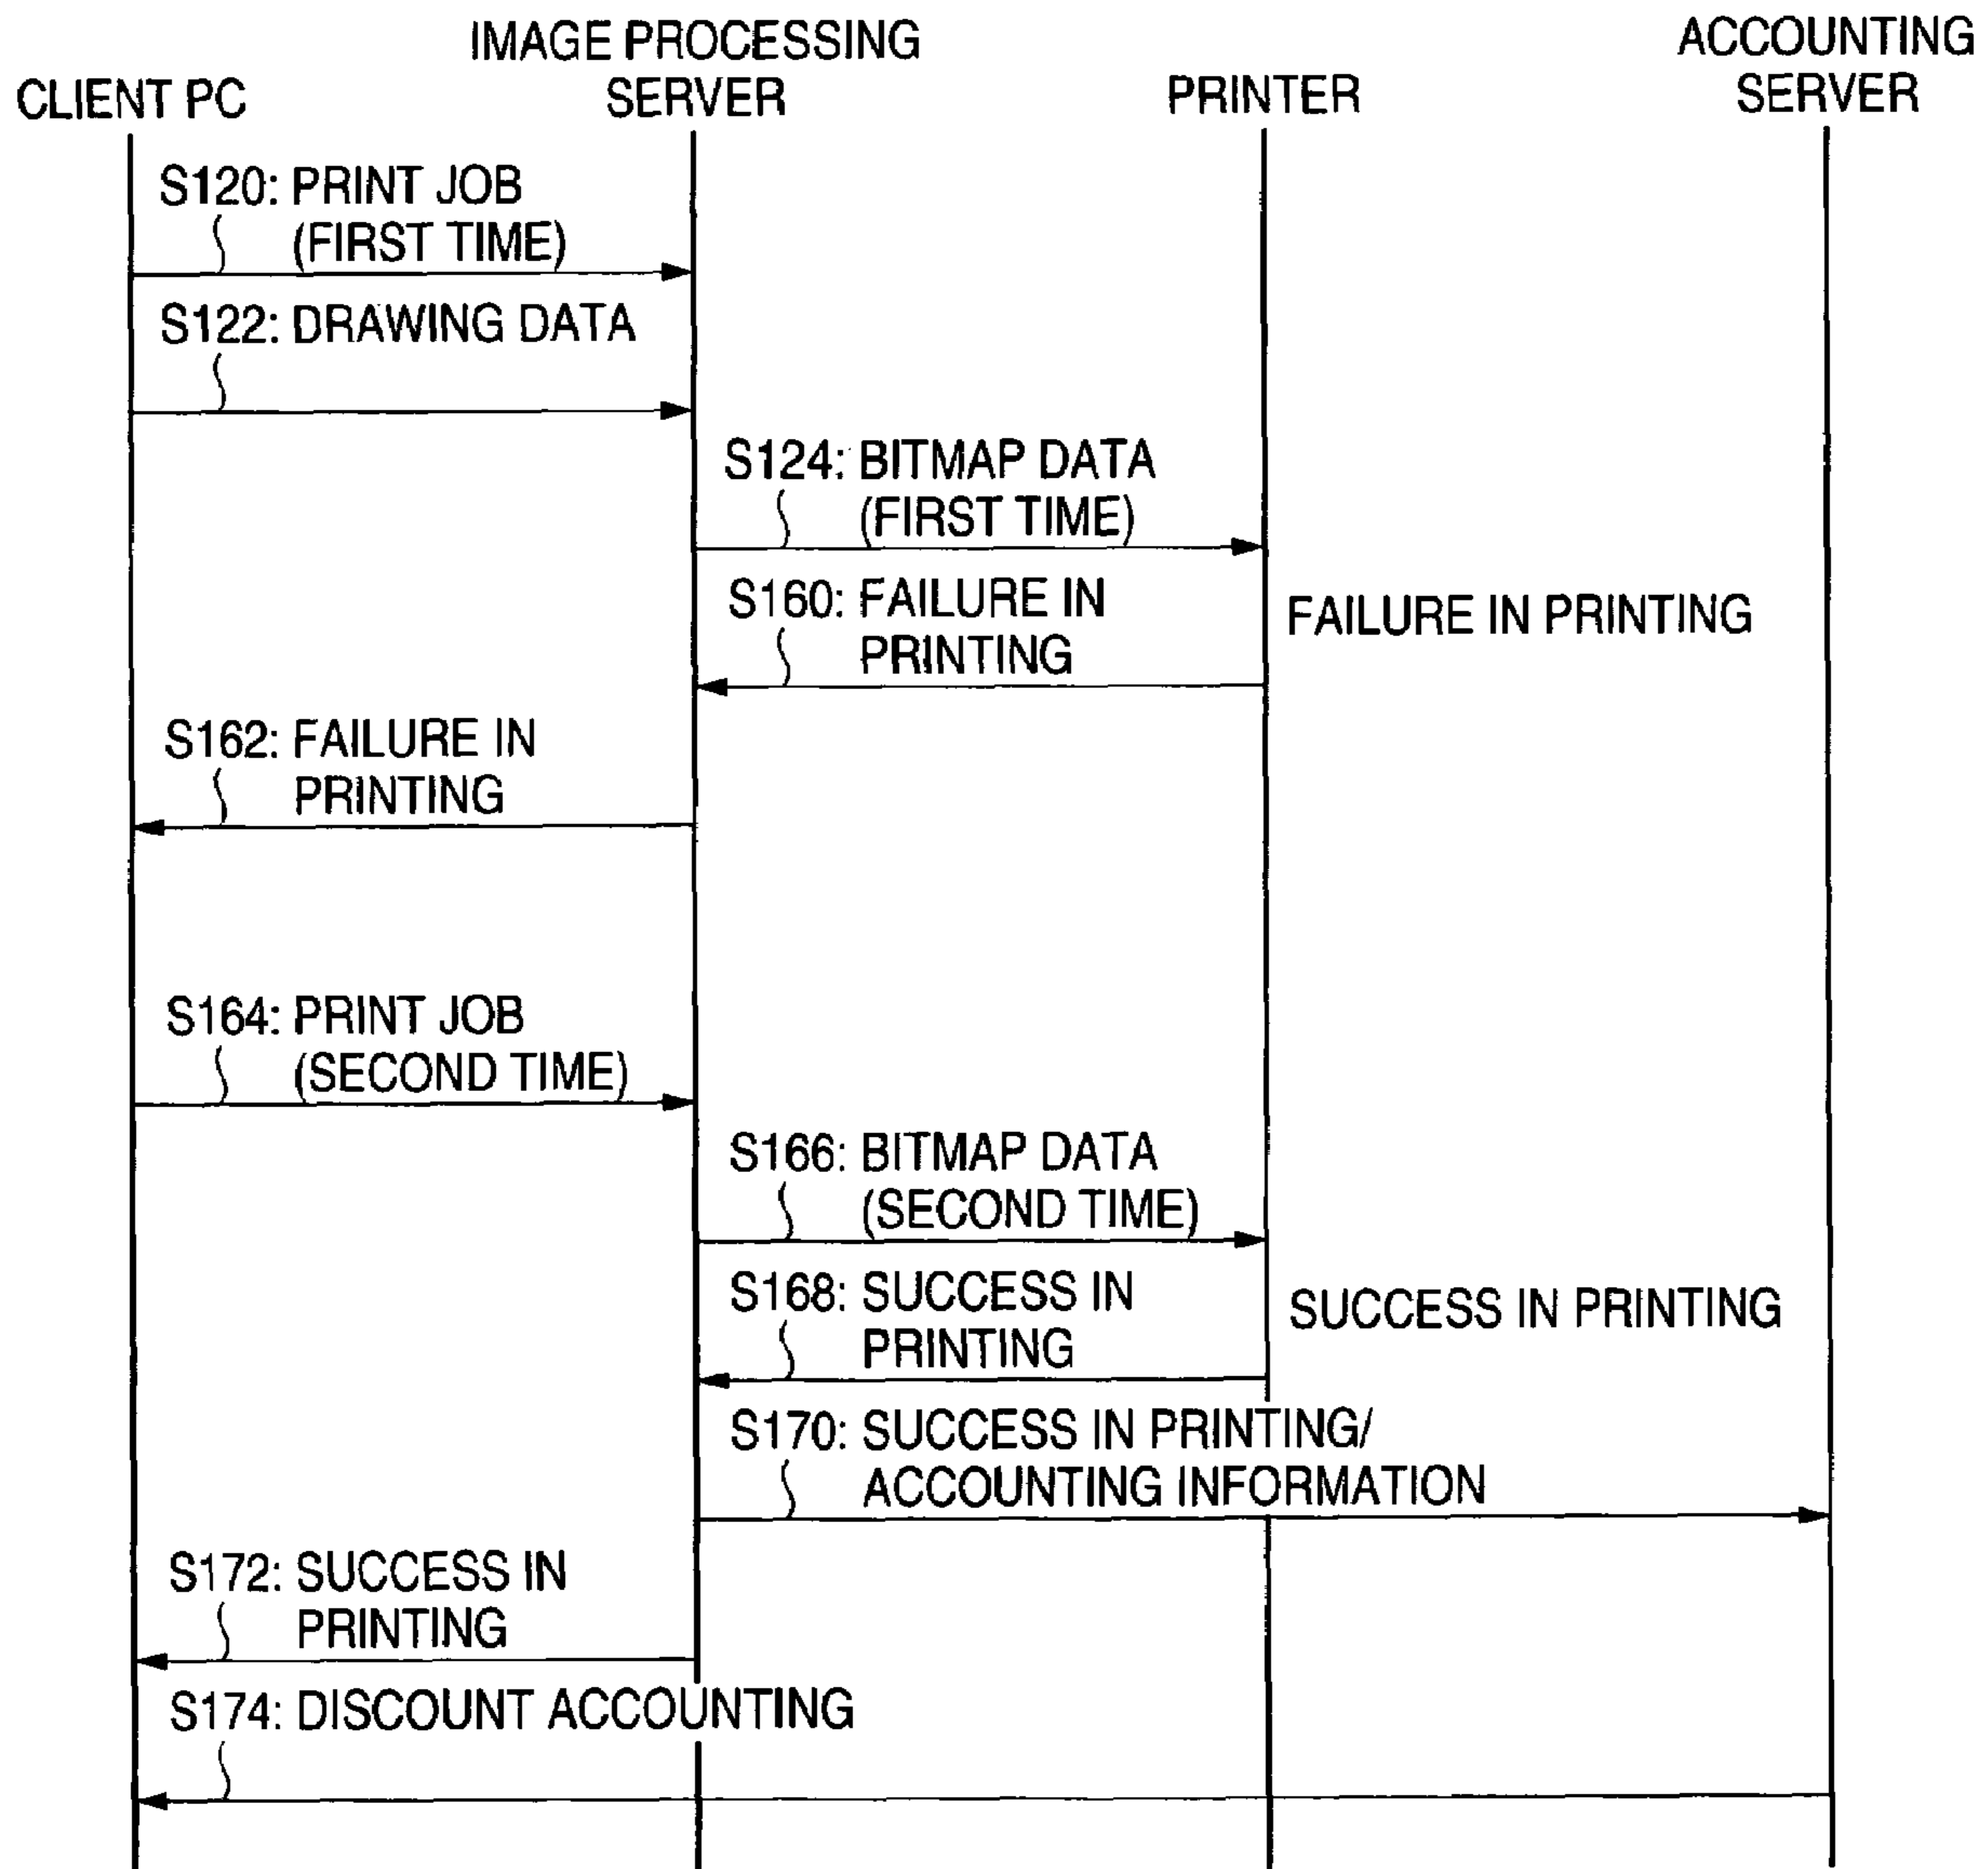 IMAGE PROCESSING
SERVER
ACCOUNTING
SERVER
CLIENT PC
PRINTER
S120: PRINT JOB
(FIRST TIME)
S122: DRAWING DATA
S124: BITMAP DATA
(FIRST TIME)
S160: FAILURE IN
PRINTING
FAILURE IN PRINTING
S162: FAILURE IN
PRINTING
S164: PRINT JOB
(SECOND TIME)
S166: BITMAP DATA
(SECOND TIME)
S168: SUCCESS IN
PRINTING
SUCCESS IN PRINTING
S170: SUCCESS IN PRINTING/
ACCOUNTING INFORMATION
S172: SUCCESS IN
PRINTING
S174: DISCOUNT ACCOUNTING